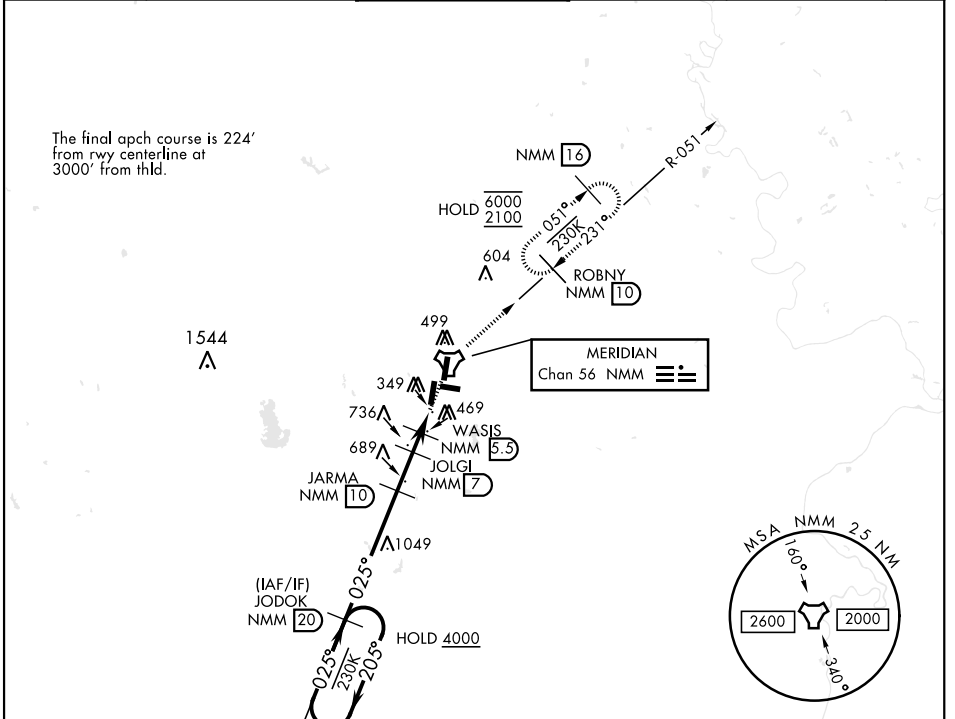 The final apch course is 224'
from rwy centerline at
3000' from thld.
NMM 16
R-051
HOLD 6000
2100
051°
230K
231°
604
ROBNY
NMM 10
499
1544
MERIDIAN
Chan 56 NMM
349
736
469
WASIS
NMM 5.5
689
JOLGI
NMM 7
JARMA
NMM 10
1049
025°
(IAF/IF)
JODOK
NMM 20
HOLD 4000
025°
230K
205°
MSA NMM 25 NM
160°
2600
2000
340°